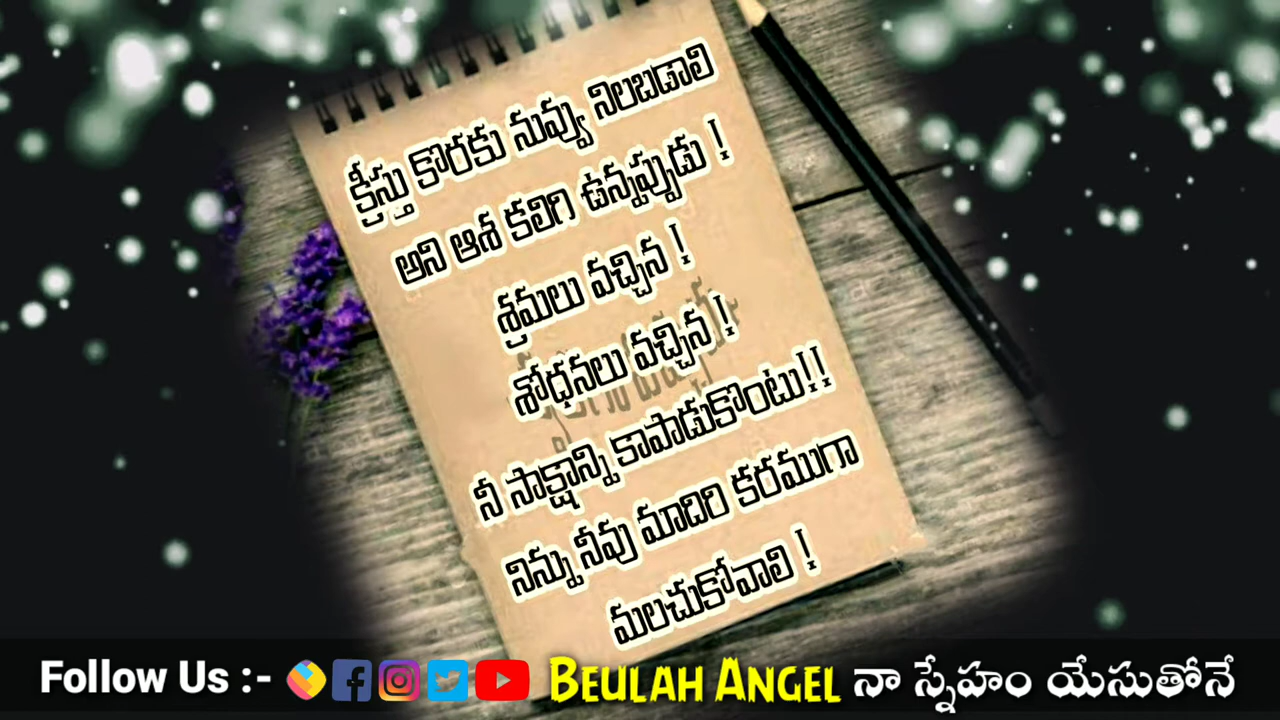 క్రీస్తు కొరకు నువ్వు నిలబడాలి
అని ఆశ కలిగి ఉన్నప్పుడు !
శ్రమలు వచ్చిన !
శోధనలు వచ్చిన !
నీ సాక్షాన్ని కాపాడుకొంటు!!
నిన్ను నీవు మాదిరి కరముగా
మలచుకోవాలి !
Follow Us :- BEULAH ANGEL నా స్నేహం యేసుతోనే